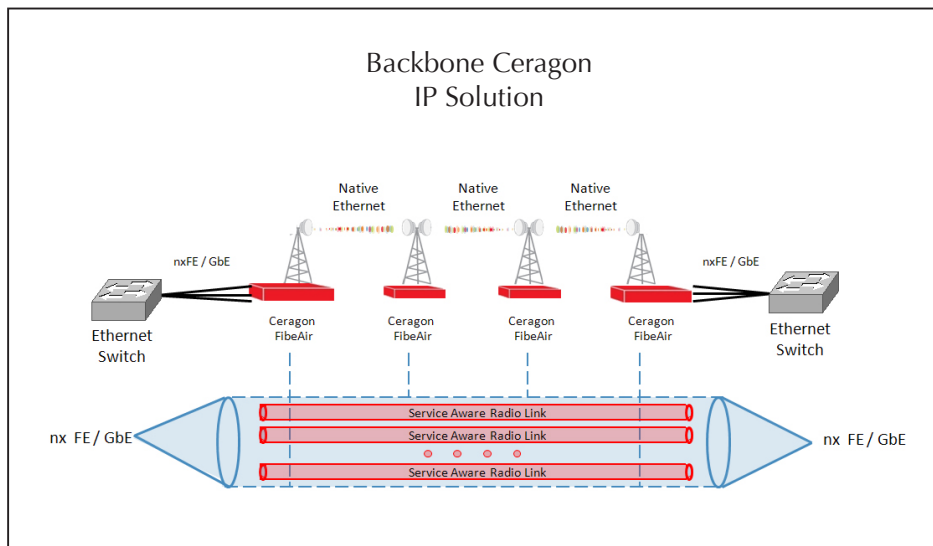 Backbone Ceragon
IP Solution
Native
Ethernet
Native
Ethernet
Native
Ethernet
nxFE / GbE
nxFE / GbE
Ethernet
Switch
Ceragon
FibeAir
Ceragon
FibeAir
Ceragon
FibeAir
Ceragon
FibeAir
Ethernet
Switch
Service Aware Radio Link
Service Aware Radio Link
nx FE / GbE
nx FE / GbE
Service Aware Radio Link